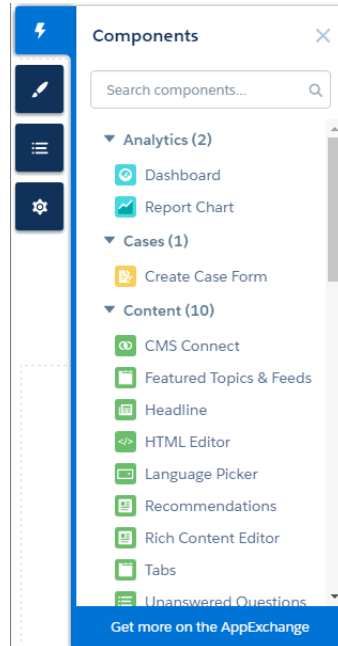 Components
Search components...
Analytics (2)
Dashboard
Report Chart
Cases (1)
Create Case Form
Content (10)
CMS Connect
Featured Topics & Feeds
Headline
HTML Editor
Language Picker
Recommendations
Rich Content Editor
Tabs
Unanswered Questions
Get more on the AppExchange